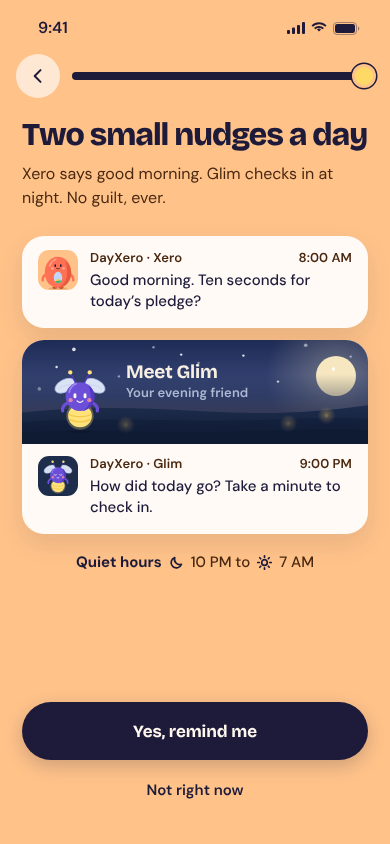 9:41
Two small nudges a day
Xero says good morning. Glim checks in at
night. No guilt, ever.
DayXero · Xero 8:00 AM
Good morning. Ten seconds for
today’s pledge?
Meet Glim
Your evening friend
DayXero · Glim 9:00 PM
How did today go? Take a minute to
check in.
Quiet hours 10 PM to 7 AM
Yes, remind me
Not right now